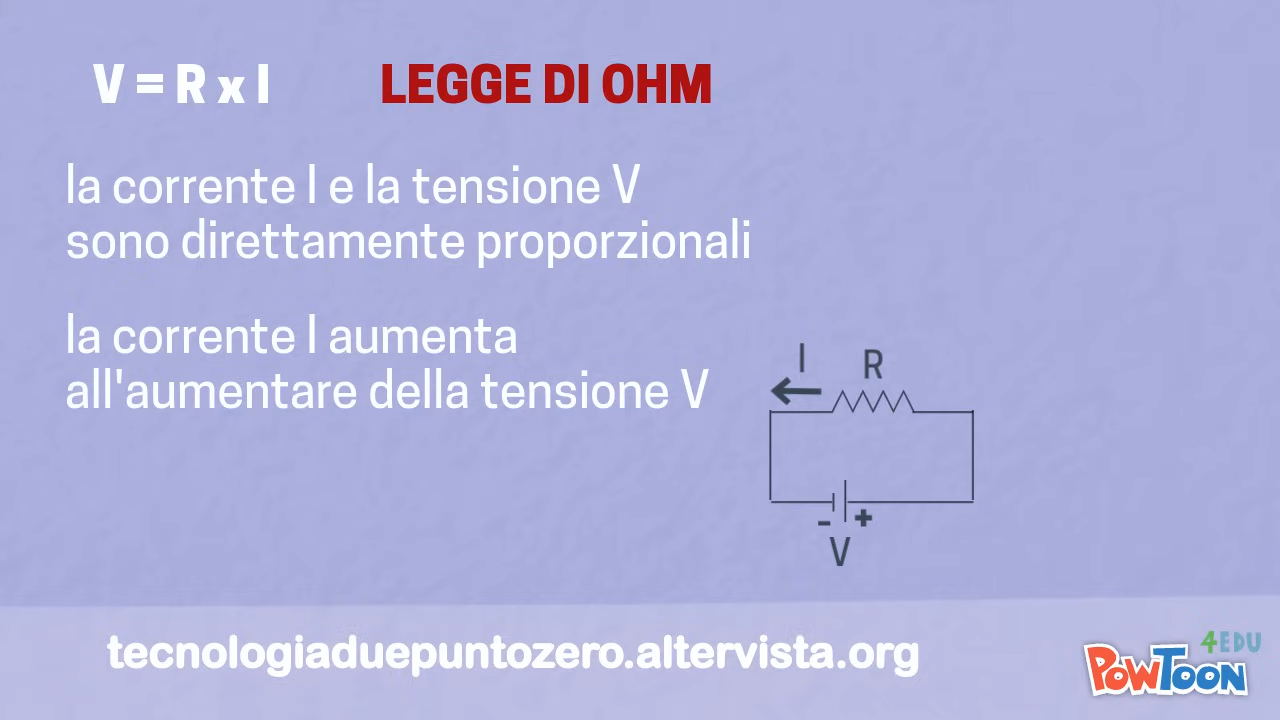 V = R x I LEGGE DI OHM
la corrente I e la tensione V
sono direttamente proporzionali
la corrente I aumenta
all'aumentare della tensione V
I R
- +
V
tecnologiaduepuntozero.altervista.org
4EDU
POWTOON